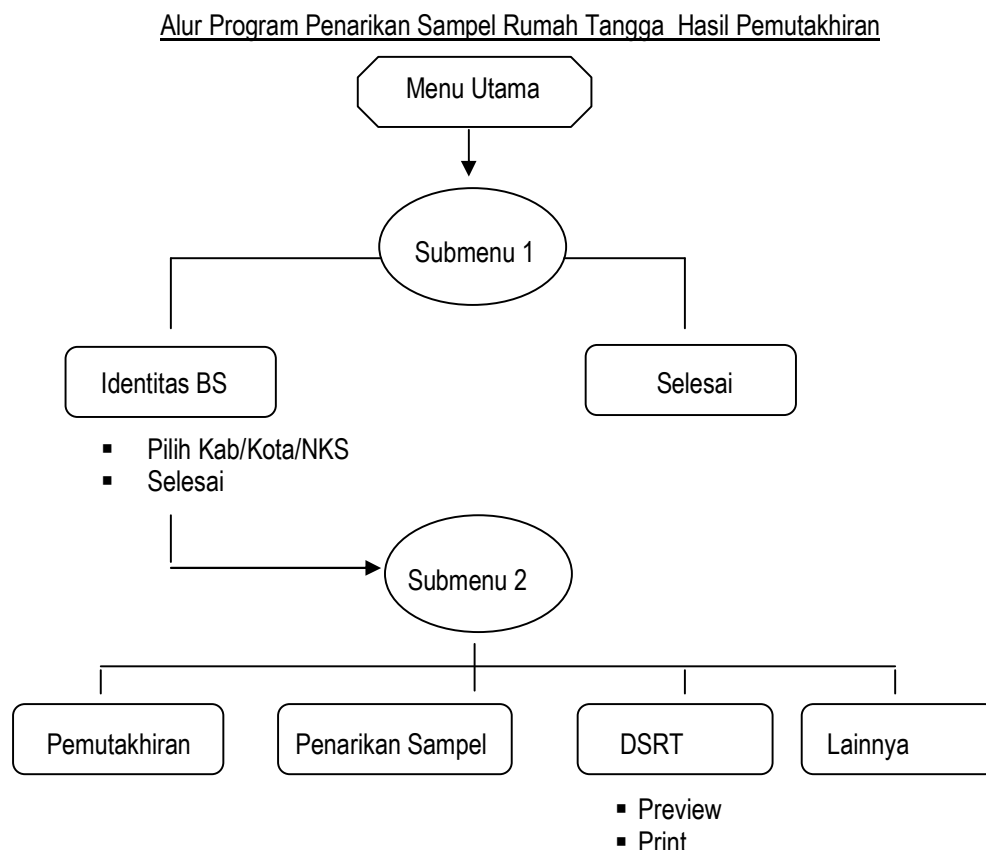 Alur Program Penarikan Sampel Rumah Tangga Hasil Pemutakhiran
Menu Utama
Submenu 1
Identitas BS
Selesai
▪ Pilih Kab/Kota/NKS
▪ Selesai
Submenu 2
Pemutakhiran
Penarikan Sampel
DSRT
Lainnya
▪ Preview
▪ Print